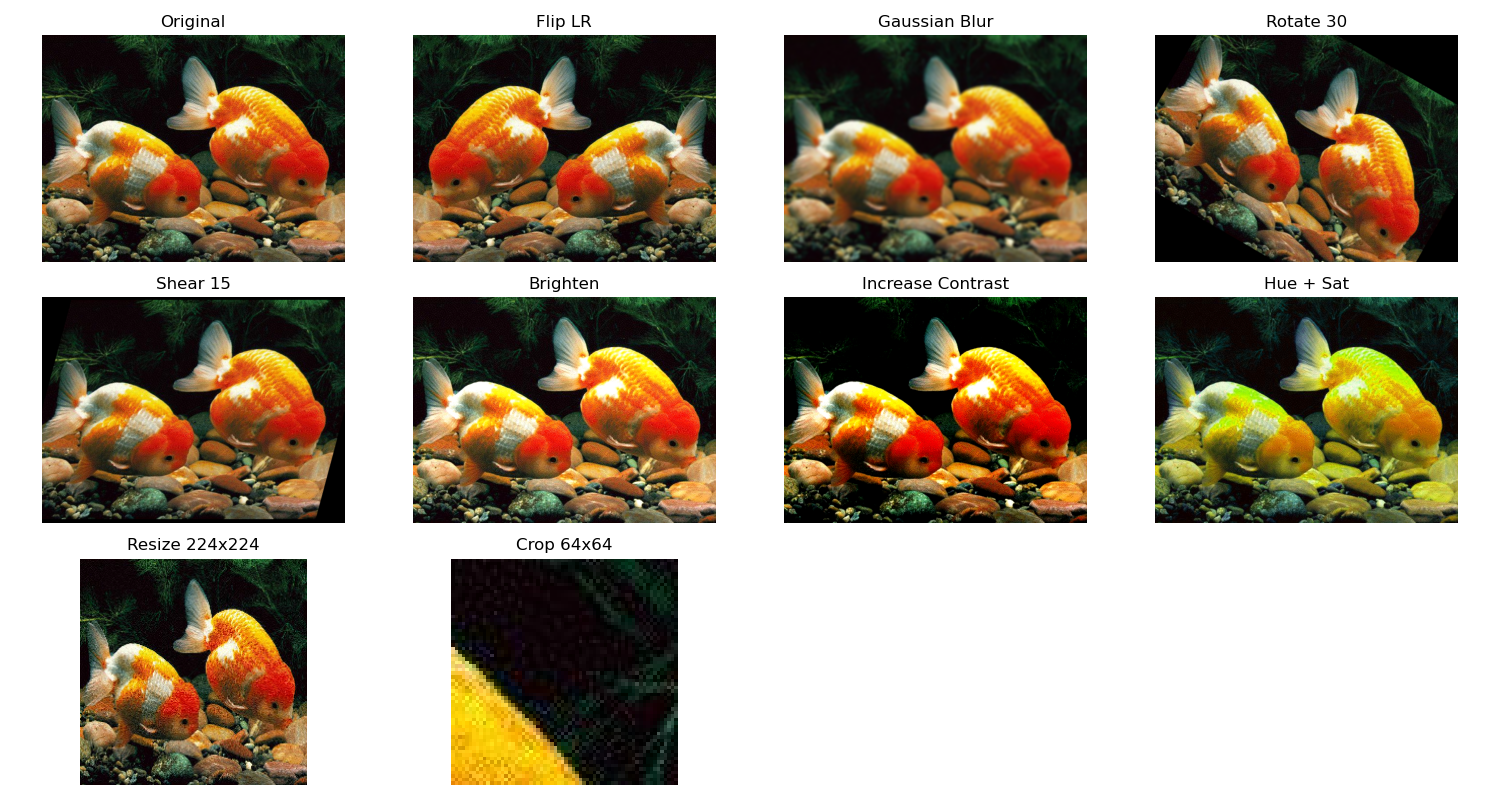 Original
Flip LR
Gaussian Blur
Rotate 30
Shear 15
Brighten
Increase Contrast
Hue + Sat
Resize 224x224
Crop 64x64